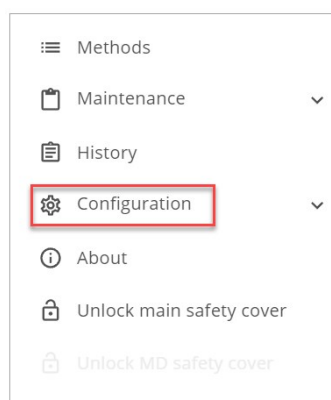 Methods
Maintenance
History
Configuration
About
Unlock main safety cover
Unlock MD safety cover